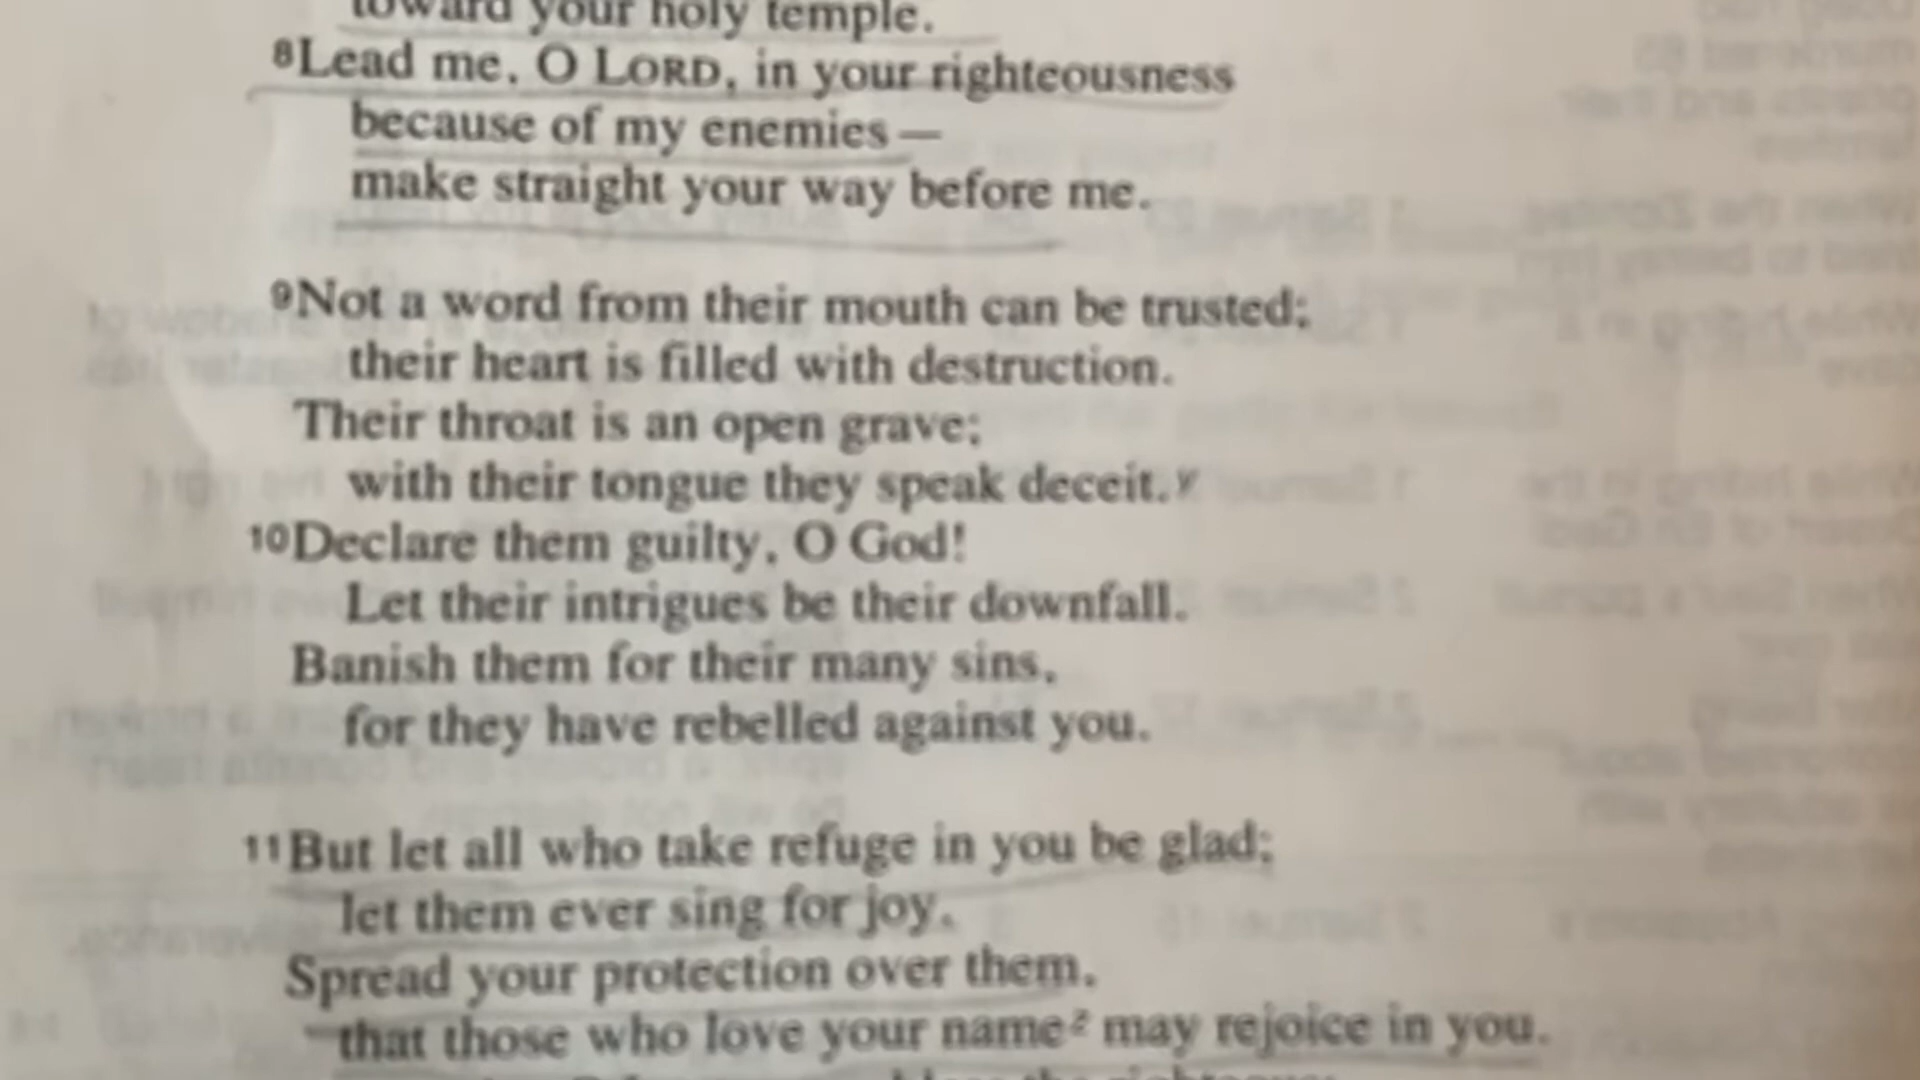 toward your holy temple.
8Lead me, O LORD, in your righteousness
because of my enemies—
make straight your way before me.
9Not a word from their mouth can be trusted;
their heart is filled with destruction.
Their throat is an open grave;
with their tongue they speak deceit.y
10Declare them guilty, O God!
Let their intrigues be their downfall.
Banish them for their many sins,
for they have rebelled against you.
11But let all who take refuge in you be glad;
let them ever sing for joy.
Spread your protection over them,
that those who love your namez may rejoice in you.
bless the righteous;